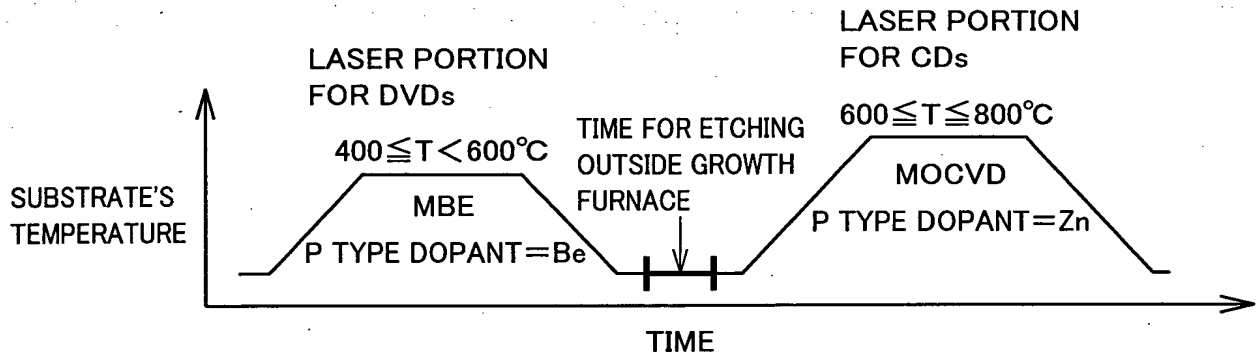 LASER PORTION
FOR DVDs
400≦T<600°C
MBE
P TYPE DOPANT=Be
TIME FOR ETCHING
OUTSIDE GROWTH
FURNACE
LASER PORTION
FOR CDs
600≦T≦800°C
MOCVD
P TYPE DOPANT=Zn
SUBSTRATE'S
TEMPERATURE
TIME